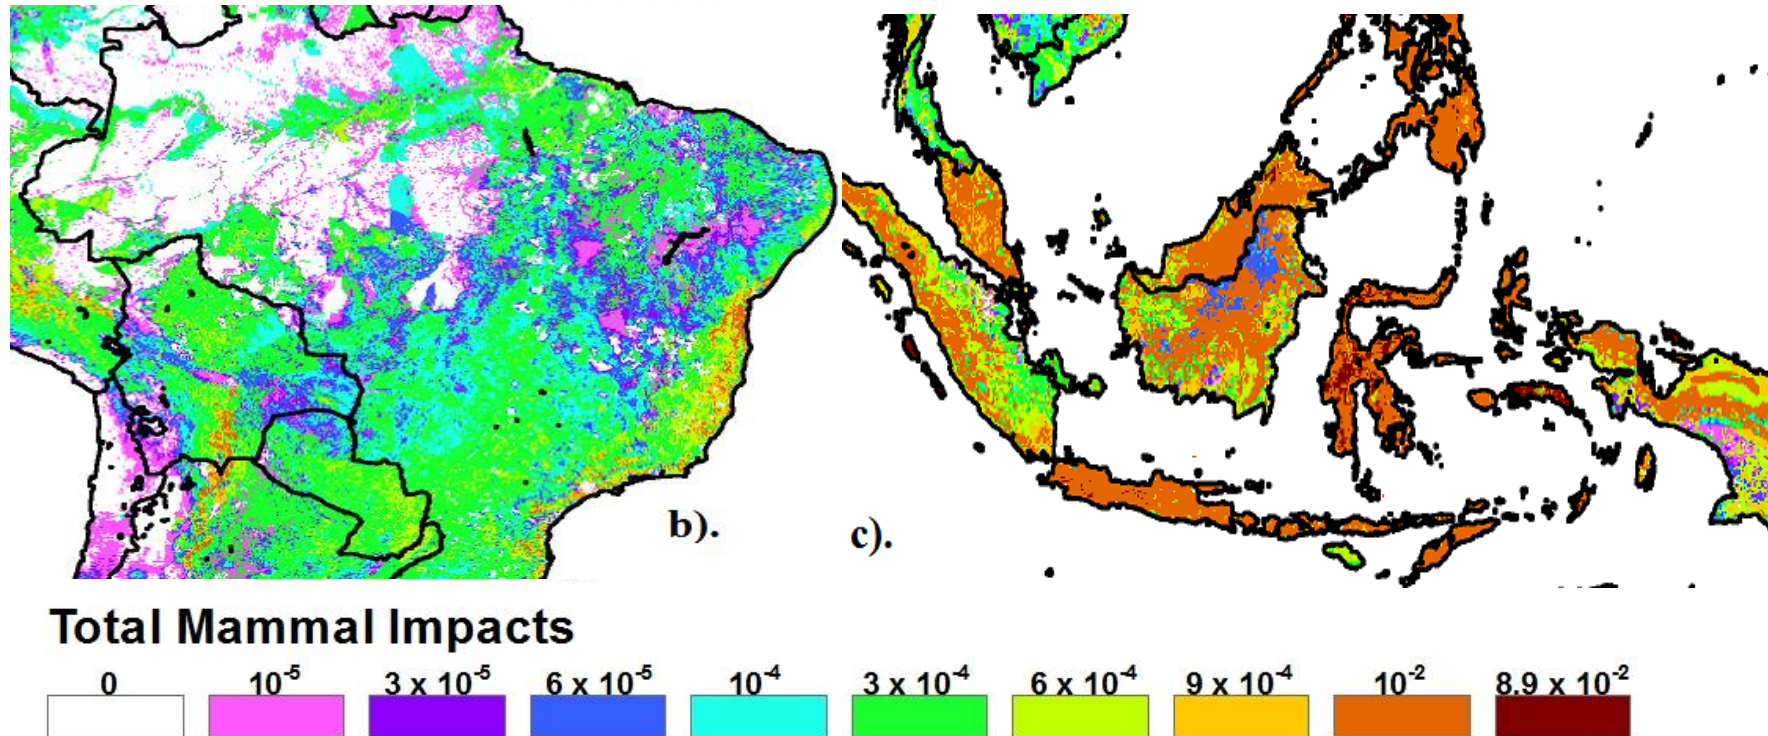 b).
c).
Total Mammal Impacts
0 10⁻⁵ 3 x 10⁻⁵ 6 x 10⁻⁵ 10⁻⁴ 3 x 10⁻⁴ 6 x 10⁻⁴ 9 x 10⁻⁴ 10⁻² 8.9 x 10⁻²